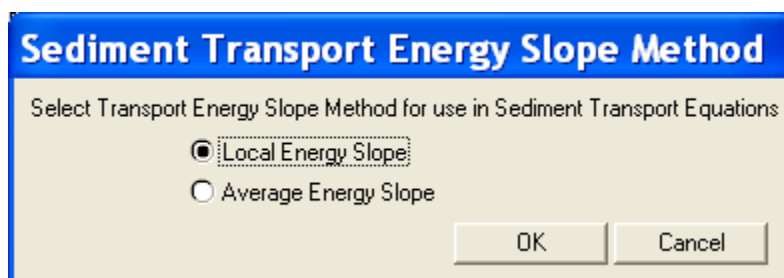 Sediment Transport Energy Slope Method
Select Transport Energy Slope Method for use in Sediment Transport Equations
Local Energy Slope
Average Energy Slope
OK Cancel